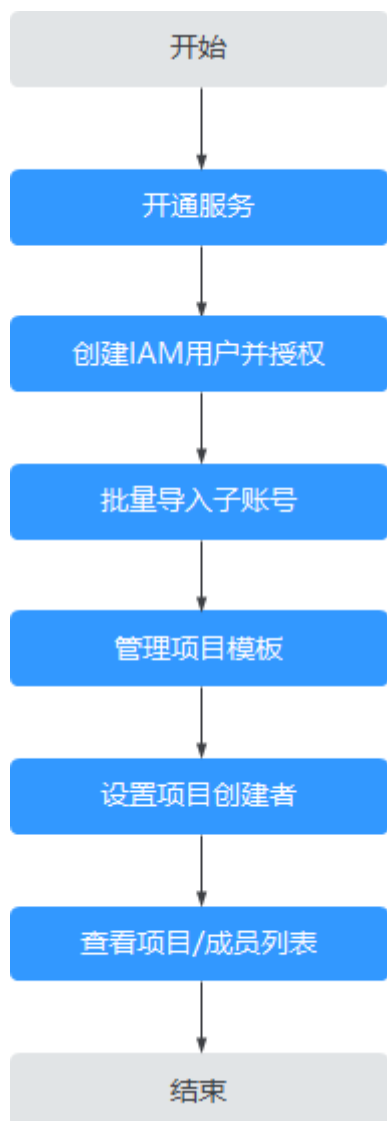 开始
开通服务
创建IAM用户并授权
批量导入子账号
管理项目模板
设置项目创建者
查看项目/成员列表
结束